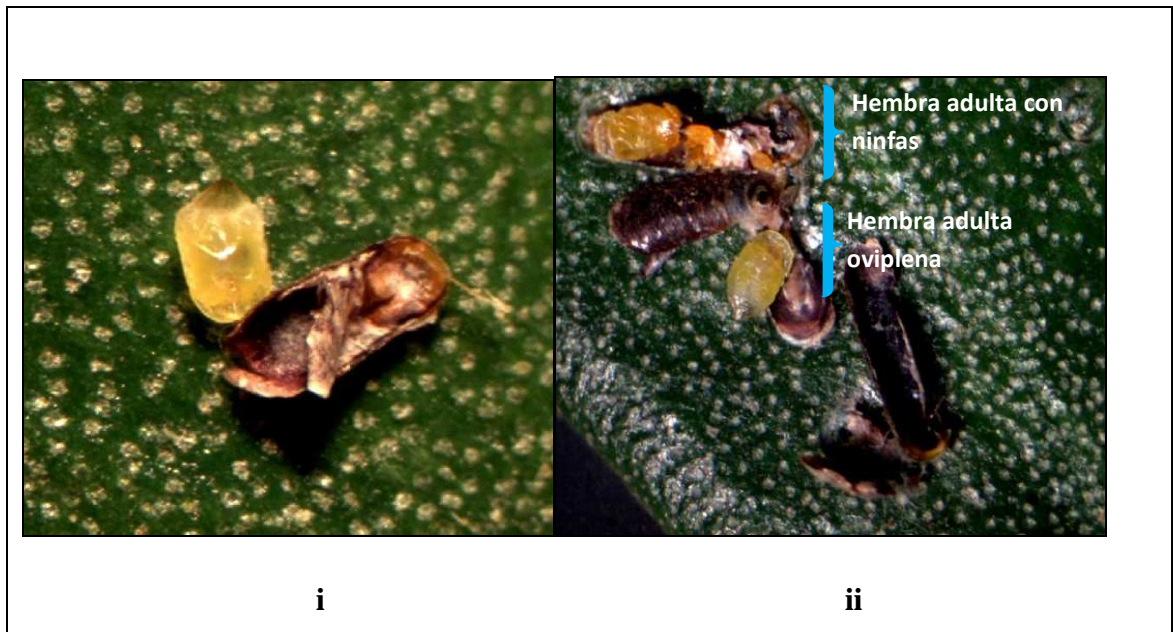 Hembra adulta con
ninfas
Hembra adulta
oviplena
i
ii